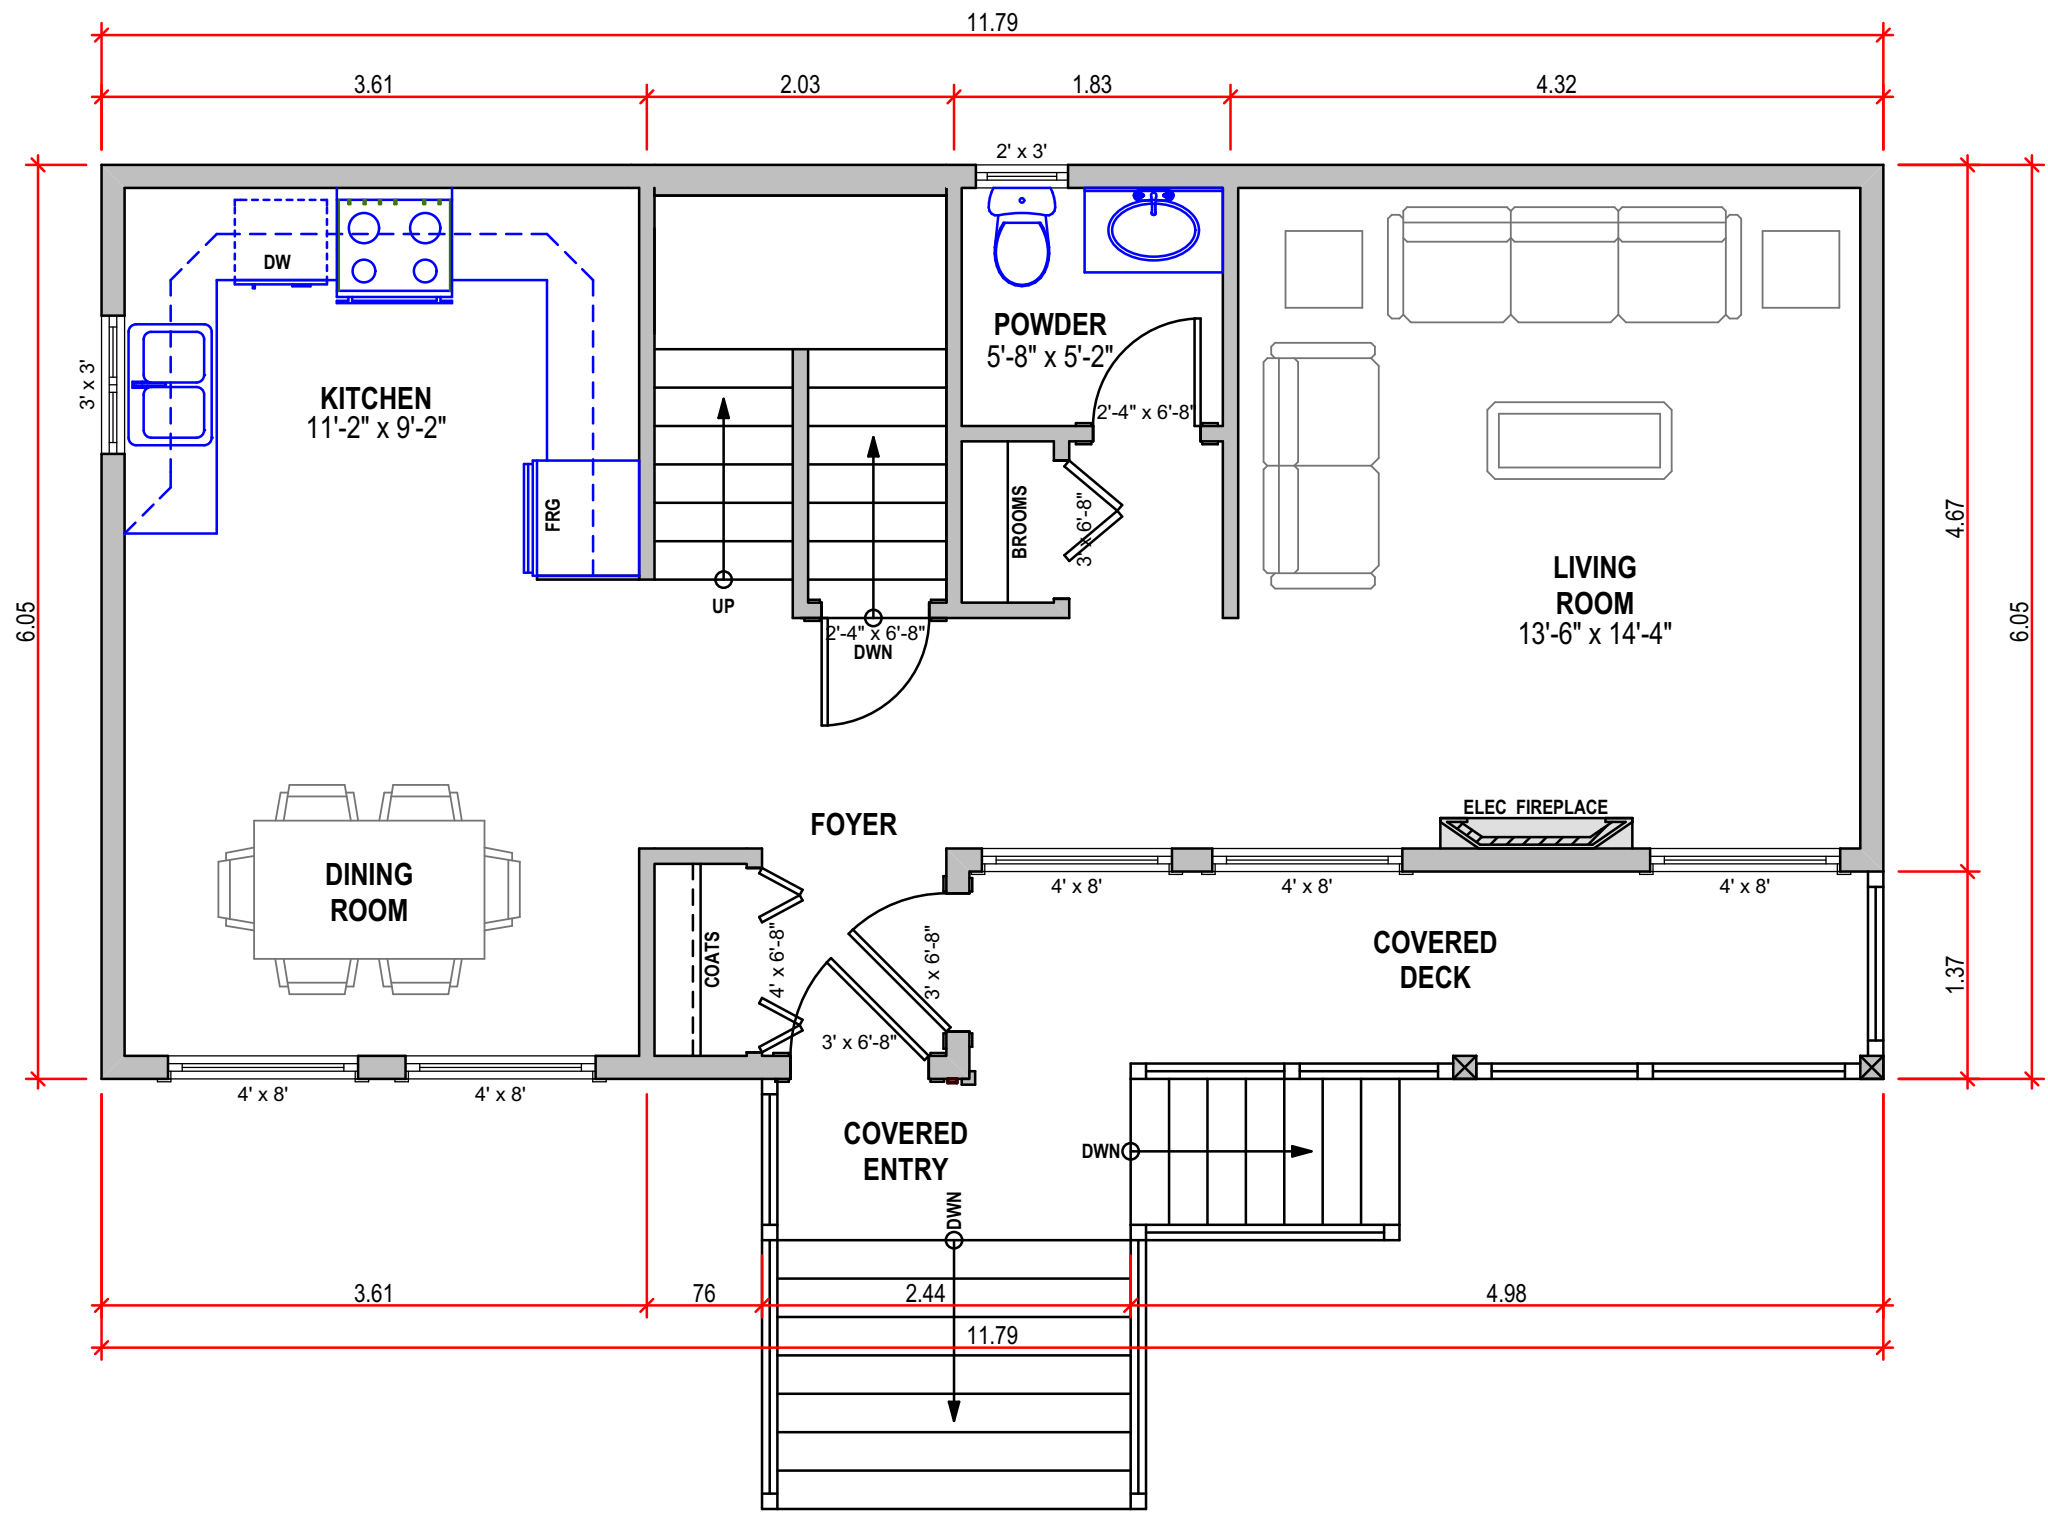 11.79
3.61
2.03
1.83
4.32
2' x 3'
DW
POWDER
5'-8" x 5'-2"
3' x 3'
KITCHEN
11'-2" x 9'-2"
2'-4" x 6'-8"
FRG
BROOMS
3' x 6'-8"
4.67
LIVING
ROOM
13'-6" x 14'-4"
UP
6.05
6.05
2'-4" x 6'-8"
DWN
ELEC FIREPLACE
FOYER
DINING
ROOM
4' x 8'
4' x 8'
4' x 8'
COATS
4' x 6'-8"
3' x 6'-8"
COVERED
DECK
1.37
3' x 6'-8"
4' x 8'
4' x 8'
COVERED
ENTRY
DWN
DWN
3.61
76
2.44
4.98
11.79